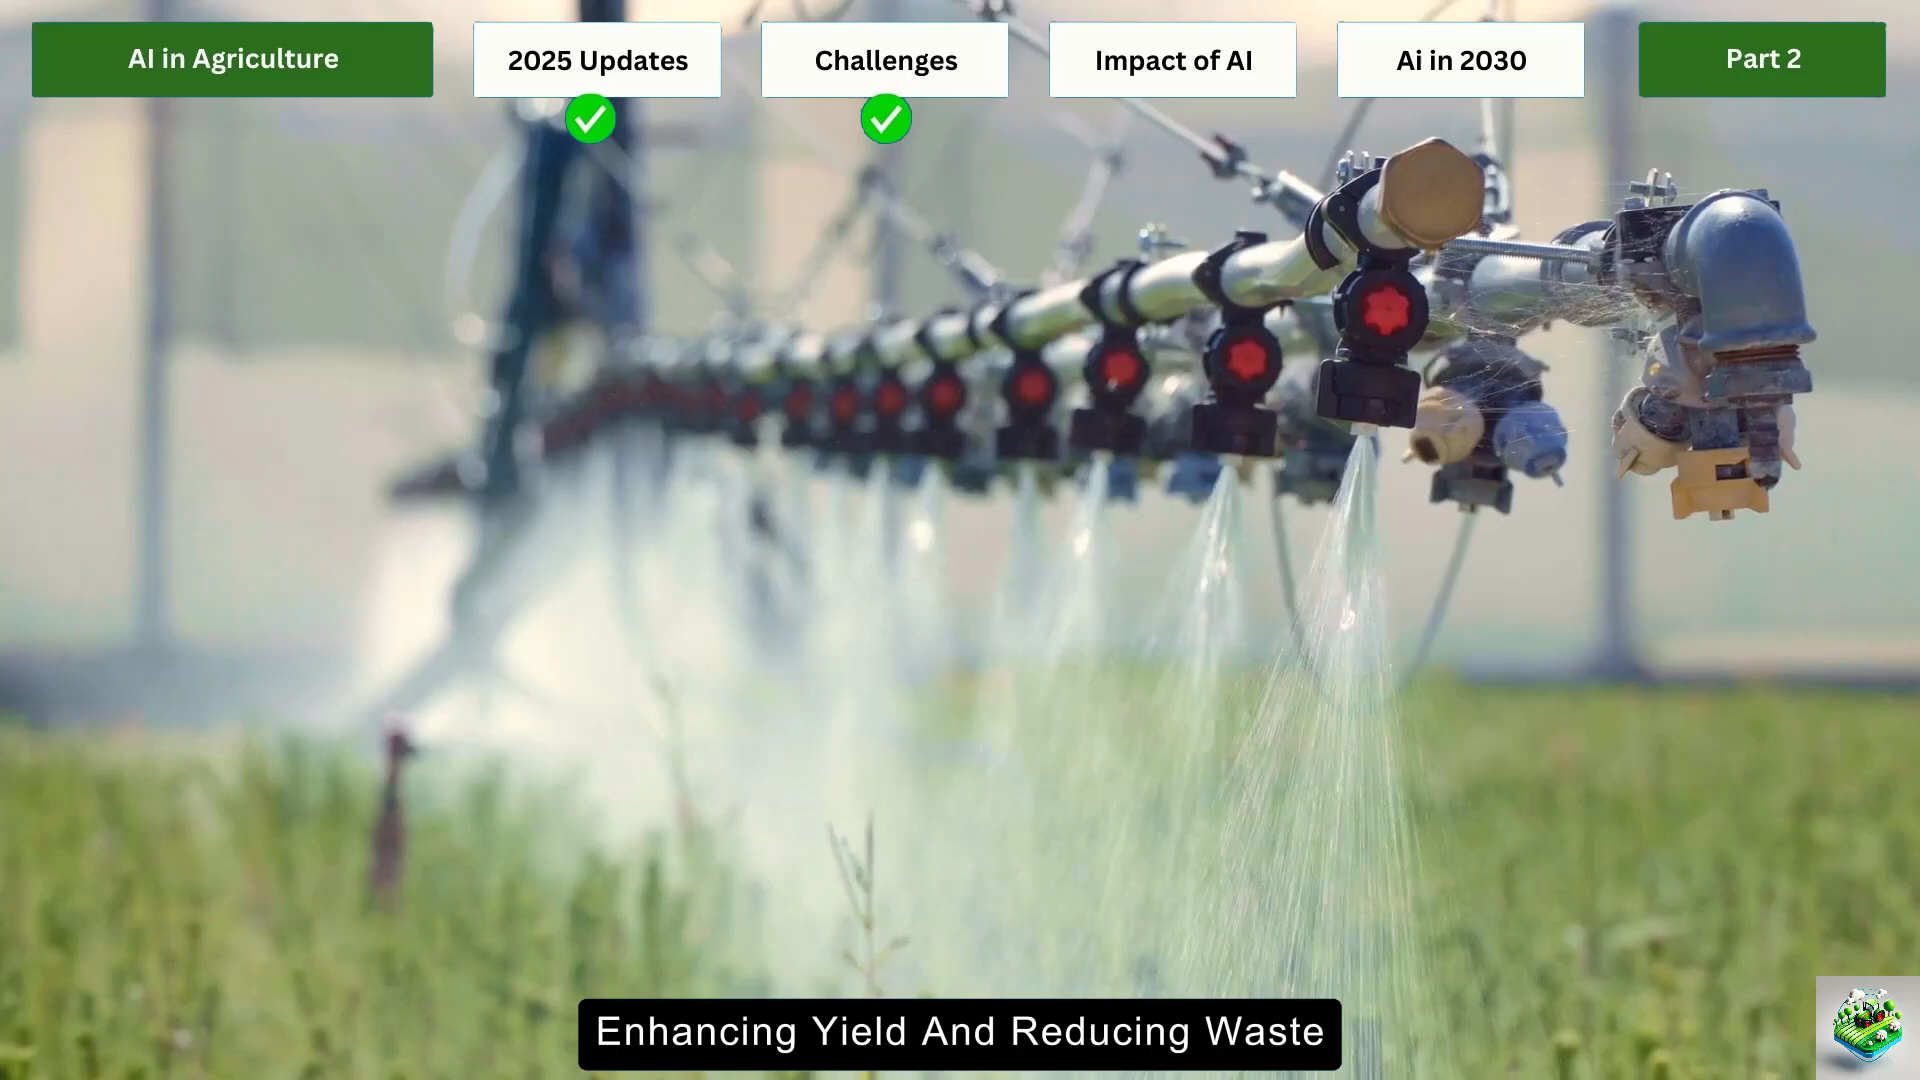 AI in Agriculture
2025 Updates
Challenges
Impact of AI
Ai in 2030
Part 2
Enhancing Yield And Reducing Waste